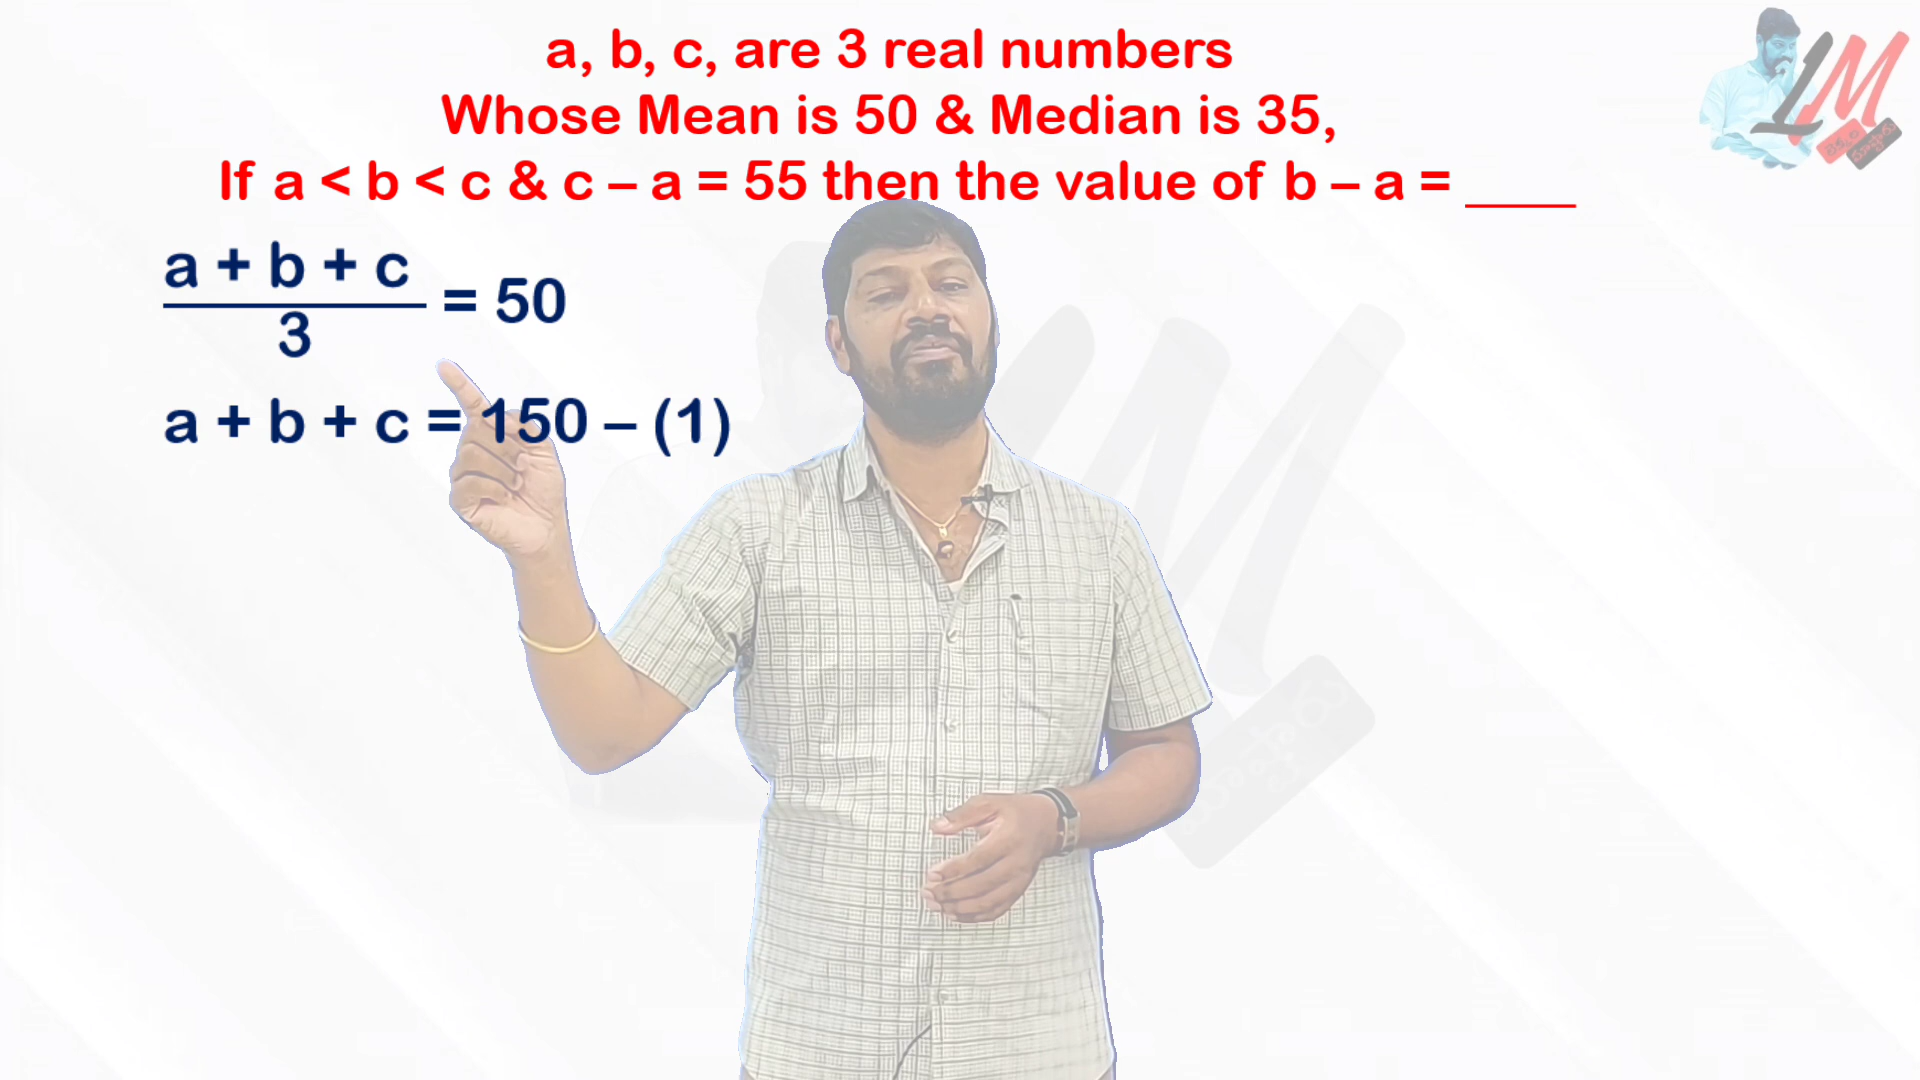 a, b, c, are 3 real numbers
Whose Mean is 50 & Median is 35,
If a < b < c & c – a = 55 then the value of b – a = ____
a + b + c
3
= 50
a + b + c = 150 – (1)
LM